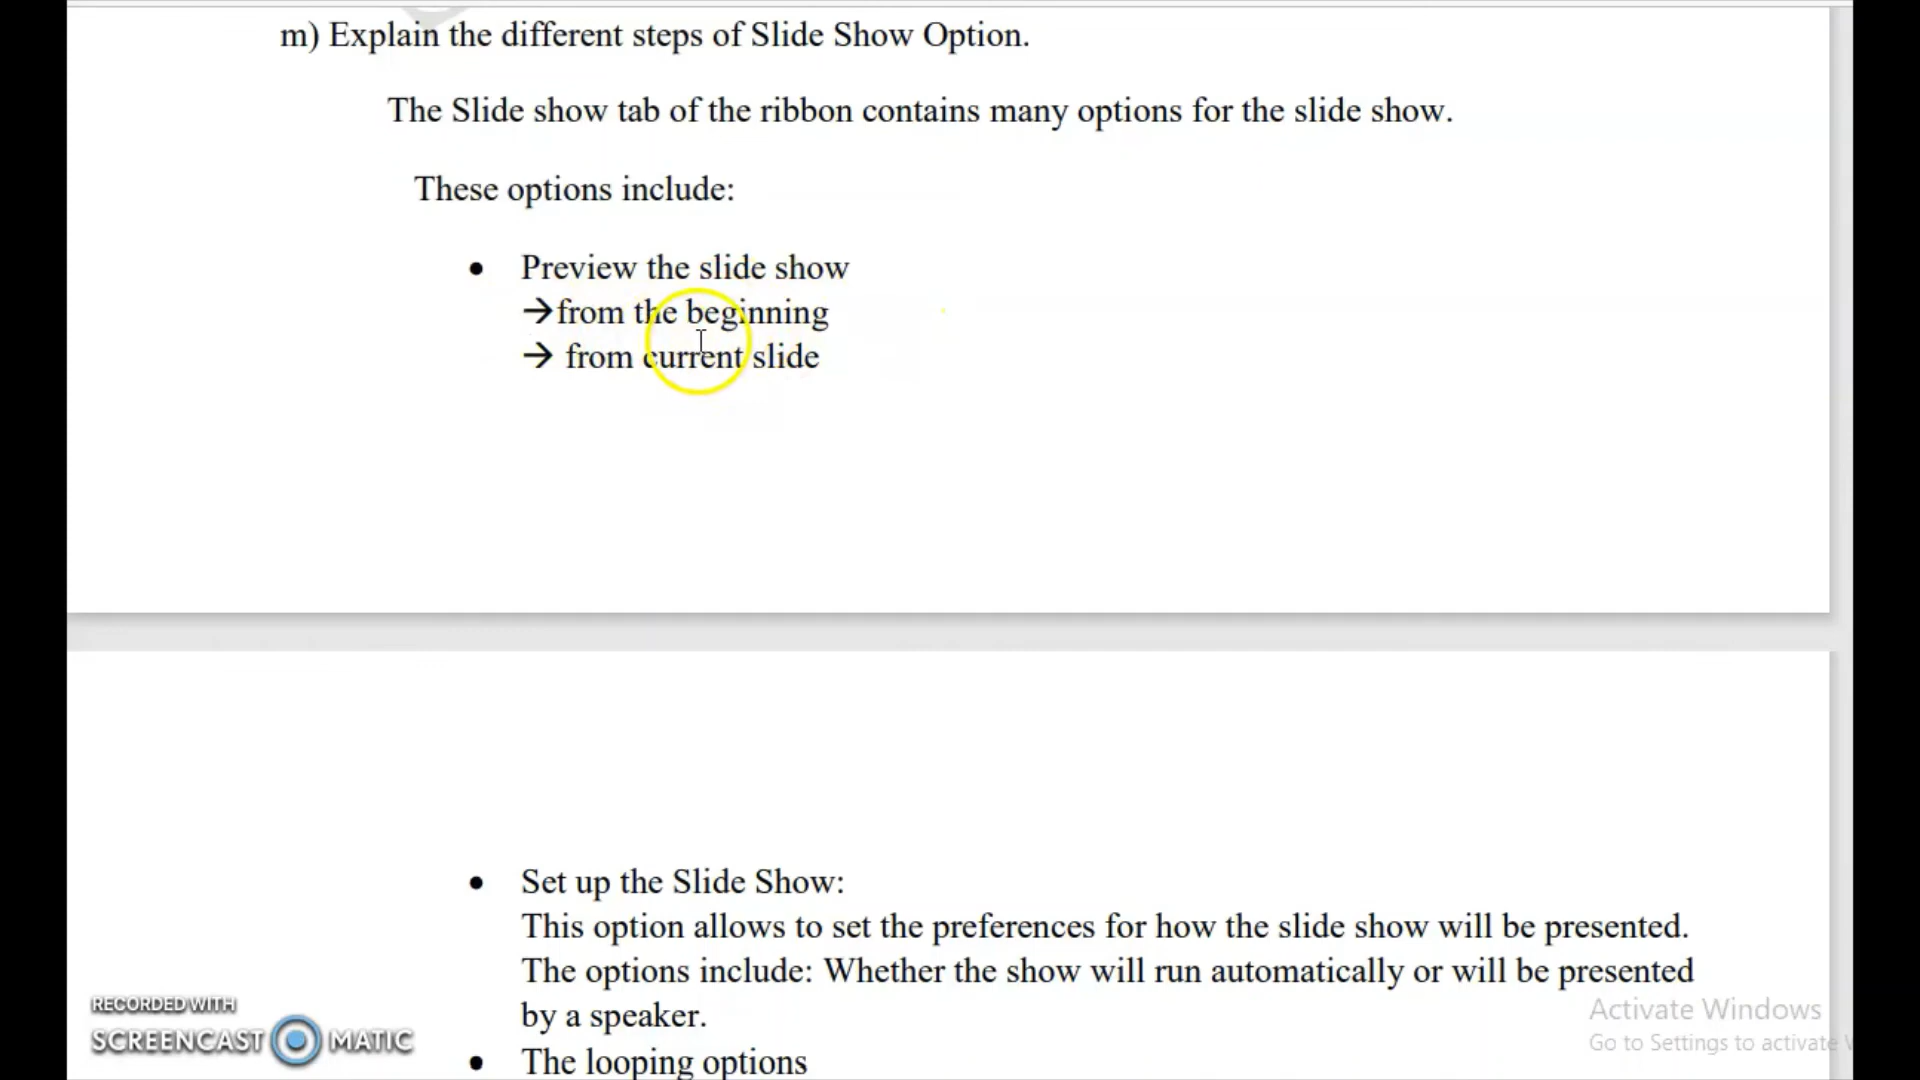 m) Explain the different steps of Slide Show Option.
The Slide show tab of the ribbon contains many options for the slide show.
These options include:
• Preview the slide show
→from the beginning
→ from current slide
• Set up the Slide Show:
This option allows to set the preferences for how the slide show will be presented.
The options include: Whether the show will run automatically or will be presented
by a speaker.
• The looping options
RECORDED WITH
SCREENCAST MATIC
Activate Windows
Go to Settings to activate